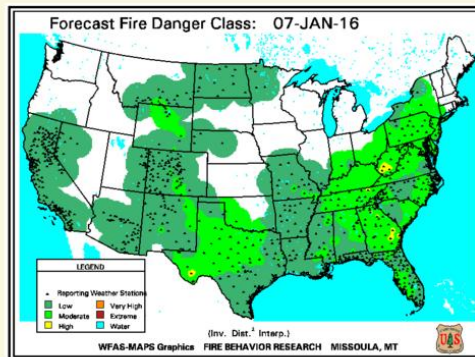 Forecast Fire Danger Class: 07-JAN-16
LEGEND
Reporting Weather Stations
Low
Very High
Moderate
Extreme
High
Water
(Inv. Dist.² Interp.)
WFAS-MAPS Graphics FIRE BEHAVIOR RESEARCH MISSOULA, MT